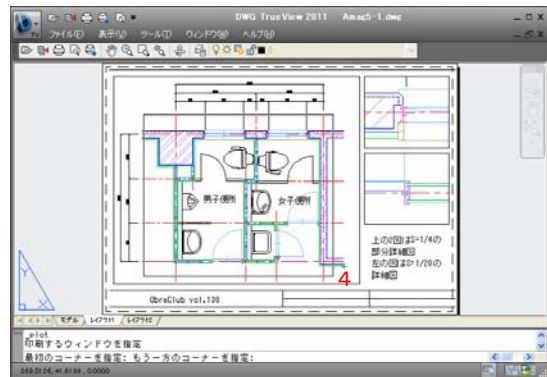 DWG TrueView 2011 Amag5-1.dwg
ファイル(F) 表示(V) ツール(T) ウィンドウ(W) ヘルプ(H)
男子便所
女子便所
上の2図はS=1/4の
部分詳細図
左の図はS=1/20の
詳細図
4
ObraClub vol.139
モデル レイアウト1 レイアウト2
_plot
印刷するウィンドウを指定
最初のコーナーを指定: もう一方のコーナーを指定: